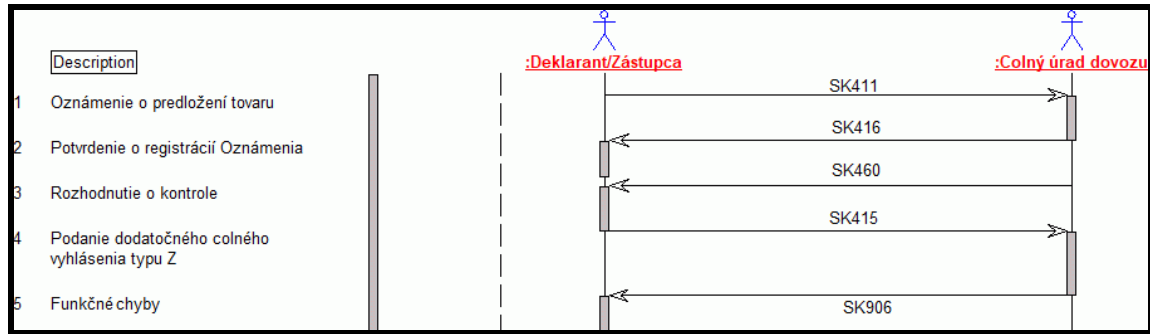 Description
:Deklarant/Zástupca
:Colný úrad dovozu
1 Oznámenie o predložení tovaru
SK411
2 Potvrdenie o registrácií Oznámenia
SK416
3 Rozhodnutie o kontrole
SK460
4 Podanie dodatočného colného
vyhlásenia typu Z
SK415
5 Funkčné chyby
SK906